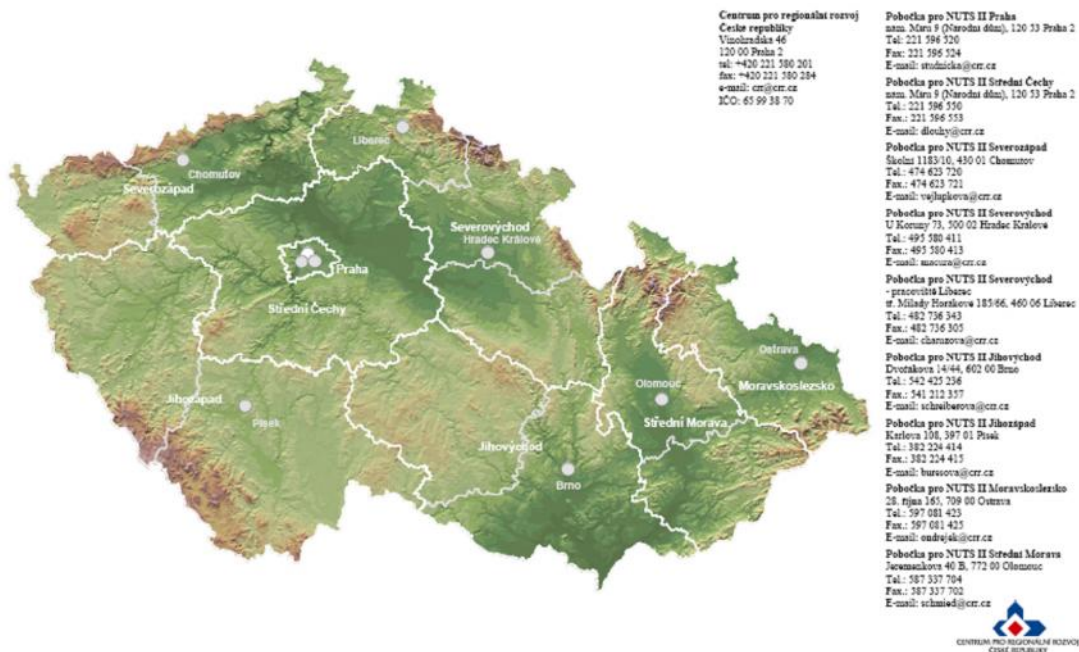 Centrum pro regionální rozvoj
České republiky
Vinohradská 46
120 00 Praha 2
tel: +420 221 580 201
fax: +420 221 580 284
e-mail: crr@crr.cz
IČO: 65 99 38 70
Pobočka pro NUTS II Praha
nám. Míru 9 (Národní dům), 120 53 Praha 2
Tel: 221 596 520
Fax: 221 596 524
E-mail: studnicka@crr.cz
Pobočka pro NUTS II Střední Čechy
nám. Míru 9 (Národní dům), 120 53 Praha 2
Tel.: 221 596 550
Fax.: 221 596 553
E-mail: dlouhy@crr.cz
Pobočka pro NUTS II Severozápad
Školní 1183/10, 430 01 Chomutov
Tel.: 474 623 720
Fax.: 474 623 721
E-mail: vejlupkova@crr.cz
Pobočka pro NUTS II Severovýchod
U Koruny 73, 500 02 Hradec Králové
Tel.: 495 580 411
Fax.: 495 580 413
E-mail: macura@crr.cz
Pobočka pro NUTS II Severovýchod
- pracoviště Liberec
tř. Milady Horákové 185/66, 460 06 Liberec
Tel.: 482 736 343
Fax.: 482 736 305
E-mail: charazova@crr.cz
Pobočka pro NUTS II Jihovýchod
Dvořákova 14/44, 602 00 Brno
Tel.: 542 425 236
Fax.: 541 212 357
E-mail: schreiberova@crr.cz
Pobočka pro NUTS II Jihozápad
Karlova 108, 397 01 Písek
Tel.: 382 224 414
Fax.: 382 224 415
E-mail: buresova@crr.cz
Pobočka pro NUTS II Moravskoslezsko
28. října 165, 709 00 Ostrava
Tel.: 597 081 423
Fax.: 597 081 425
E-mail: ondrejek@crr.cz
Pobočka pro NUTS II Střední Morava
Jeremenkova 40 B, 772 00 Olomouc
Tel.: 587 337 704
Fax.: 587 337 702
E-mail: schmied@crr.cz
Liberec
Chomutov
Severozápad
Severovýchod
Hradec Králové
Praha
Střední Čechy
Ostrava
Moravskoslezsko
Olomouc
Střední Morava
Jihozápad
Písek
Jihovýchod
Brno
CENTRUM PRO REGIONÁLNÍ ROZVOJ
ČESKÉ REPUBLIKY